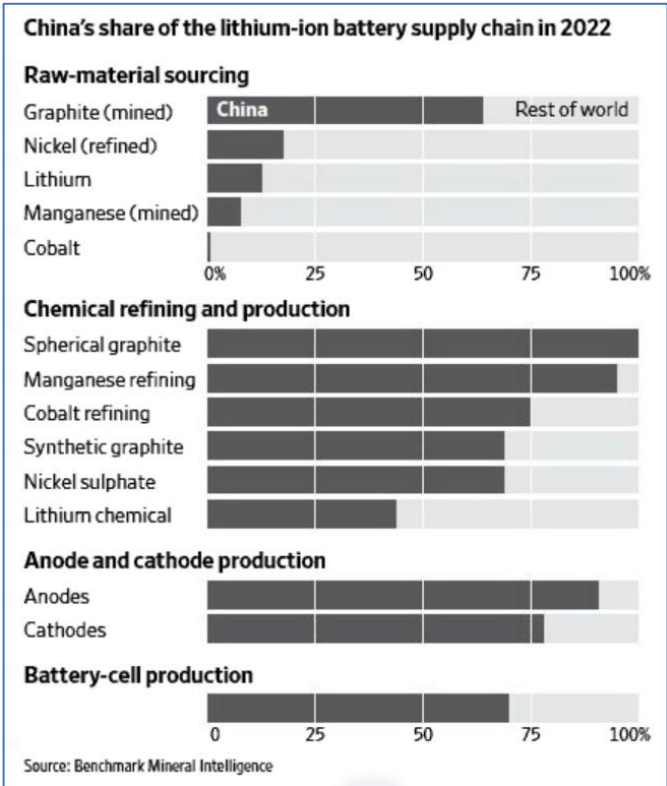 China's share of the lithium-ion battery supply chain in 2022
Raw-material sourcing
Graphite (mined) China Rest of world
Nickel (refined)
Lithium
Manganese (mined)
Cobalt
0% 25 50 75 100%
Chemical refining and production
Spherical graphite
Manganese refining
Cobalt refining
Synthetic graphite
Nickel sulphate
Lithium chemical
Anode and cathode production
Anodes
Cathodes
Battery-cell production
0 25 50 75 100%
Source: Benchmark Mineral Intelligence